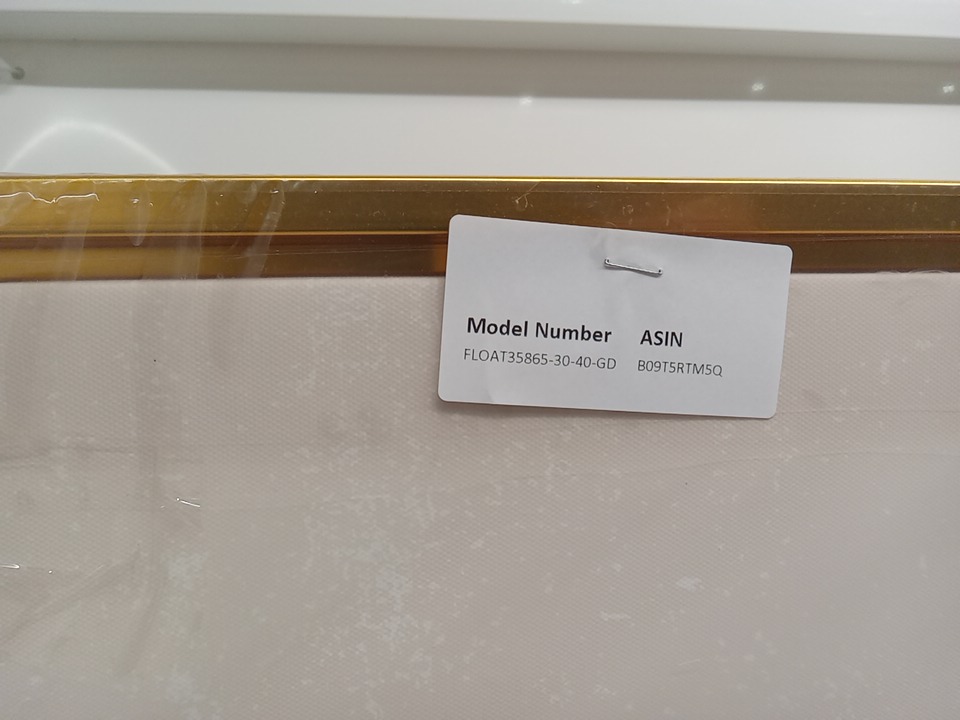 Model Number ASIN
FLOAT35865-30-40-GD B09T5RTM5Q